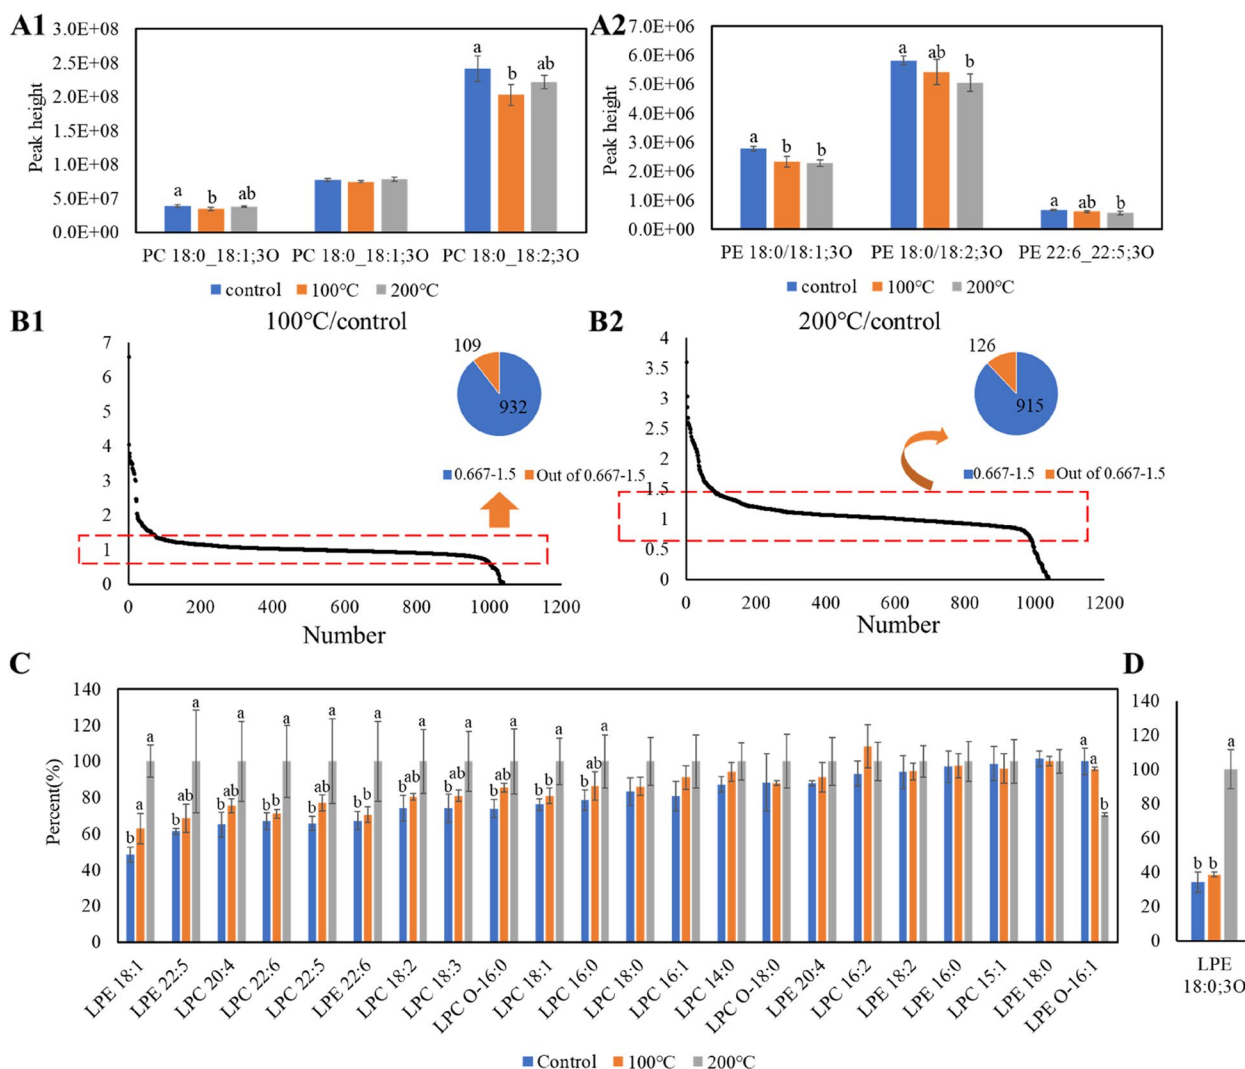 A1
3.0E+08
2.5E+08
2.0E+08
1.5E+08
1.0E+08
5.0E+07
0.0E+00
Peak height
a b ab
a b ab
PC 18:0_18:1;3O PC 18:0_18:1;3O PC 18:0_18:2;3O
control 100°C 200°C
A2
7.0E+06
6.0E+06
5.0E+06
4.0E+06
3.0E+06
2.0E+06
1.0E+06
0.0E+00
Peak height
a b b
a ab b
a ab b
PE 18:0/18:1;3O PE 18:0/18:2;3O PE 22:6_22:5;3O
control 100°C 200°C
B1
100°C/control
7
6
5
4
3
2
1
0
0 200 400 600 800 1000 1200
Number
109
932
0.667-1.5 Out of 0.667-1.5
B2
200°C/control
4
3.5
3
2.5
2
1.5
1
0.5
0
0 200 400 600 800 1000 1200
Number
126
915
0.667-1.5 Out of 0.667-1.5
C
140
120
100
80
60
40
20
0
Percent(%)
b a a
b ab a
b ab a
b b a
b ab a
b b a
b ab a
b ab a
b ab a
b b a
b ab a
a a b
LPE 18:1
LPE 22:5
LPC 20:4
LPC 22:6
LPC 22:5
LPE 22:6
LPC 18:2
LPC 18:3
LPC O-16:0
LPC 18:1
LPC 16:0
LPC 18:0
LPC 16:1
LPC 14:0
LPC O-18:0
LPE 20:4
LPC 16:2
LPE 18:2
LPE 16:0
LPC 15:1
LPE 18:0
LPE O-16:1
Control 100°C 200°C
D
140
120
100
80
60
40
20
0
b b a
LPE
18:0;3O